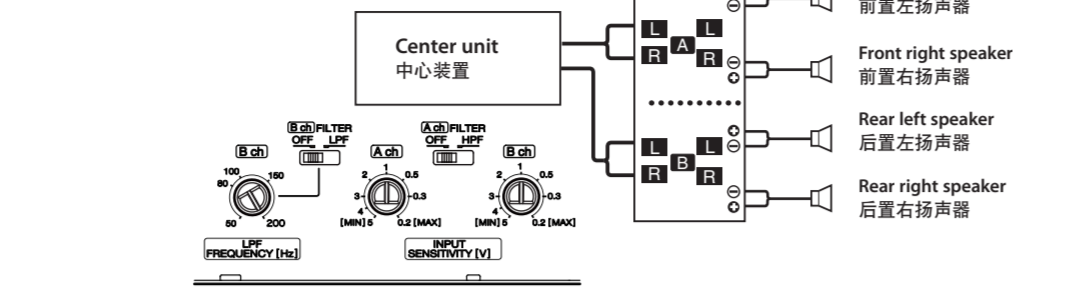 前置左扬声器
Center unit
中心装置
L L
A
R R
Front right speaker
前置右扬声器
Rear left speaker
后置左扬声器
L L
B
R R
Rear right speaker
后置右扬声器
B ch FILTER
OFF LPF
A ch FILTER
OFF HPF
B ch
A ch
B ch
50 80 100 150 200
[MIN] 5 4 3 2 1 0.5 0.3 0.2 [MAX]
[MIN] 5 4 3 2 1 0.5 0.3 0.2 [MAX]
LPF
FREQUENCY [Hz]
INPUT
SENSITIVITY [V]